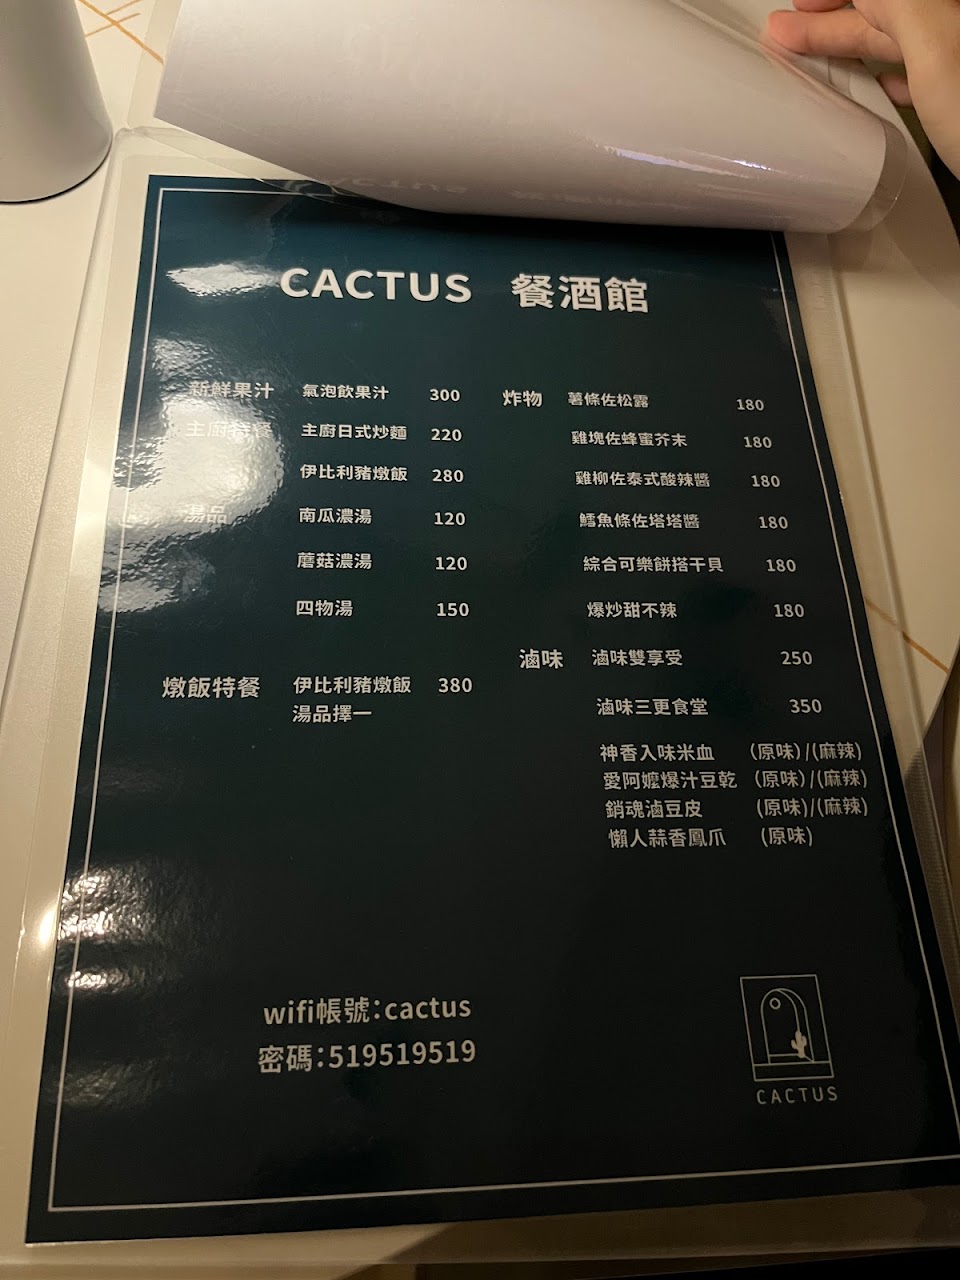 CACTUS 餐酒館
新鮮果汁 氣泡飲果汁 300
主廚特餐 主廚日式炒麵 220
伊比利豬燉飯 280
湯品 南瓜濃湯 120
蘑菇濃湯 120
四物湯 150
燉飯特餐 伊比利豬燉飯 380
湯品擇一
炸物 薯條佐松露 180
雞塊佐蜂蜜芥末 180
雞柳佐泰式酸辣醬 180
鱈魚條佐塔塔醬 180
綜合可樂餅搭干貝 180
爆炒甜不辣 180
滷味 滷味雙享受 250
滷味三更食堂 350
神香入味米血 (原味)/(麻辣)
愛阿嬤爆汁豆乾 (原味)/(麻辣)
銷魂滷豆皮 (原味)/(麻辣)
懶人蒜香鳳爪 (原味)
wifi帳號:cactus
密碼:519519519
CACTUS